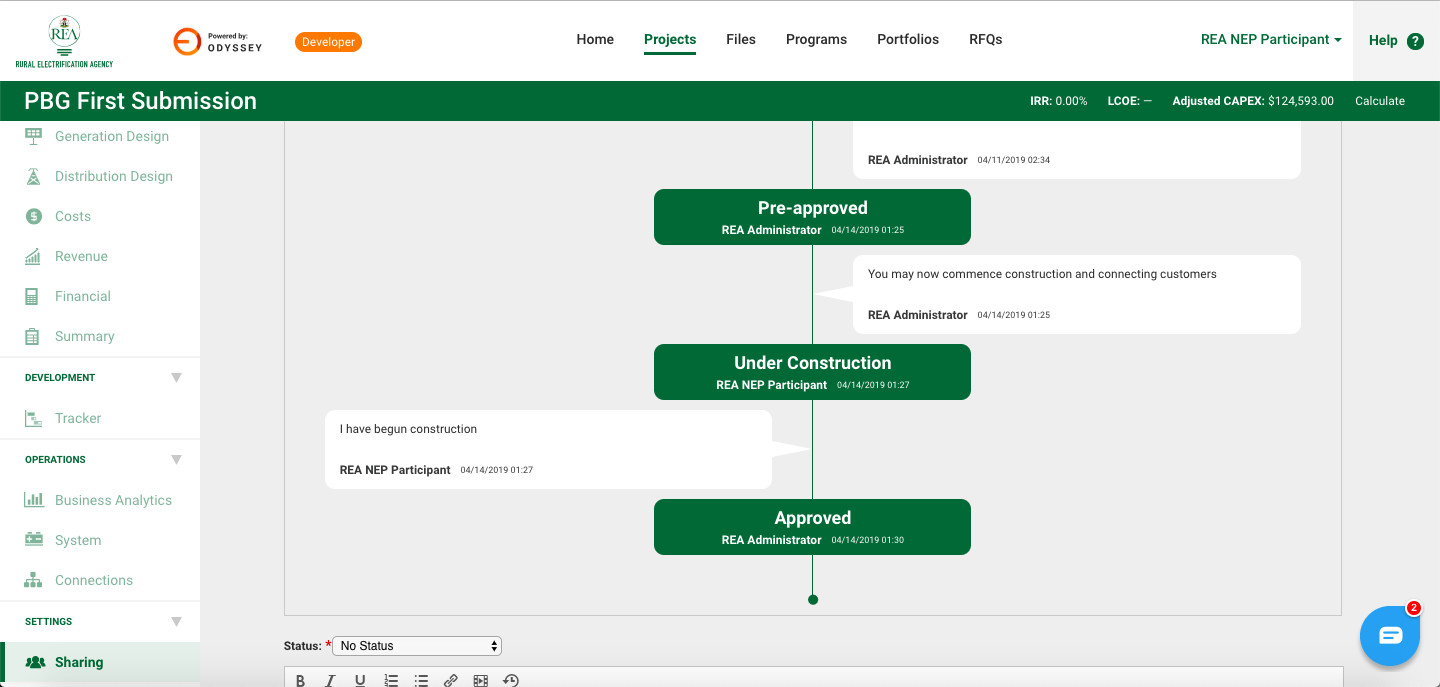 REA
RURAL ELECTRIFICATION AGENCY
Powered by:
ODYSSEY
Developer
Home
Projects
Files
Programs
Portfolios
RFQs
REA NEP Participant
Help ?
PBG First Submission
IRR: 0.00%
LCOE: —
Adjusted CAPEX: $124,593.00
Calculate
Generation Design
Distribution Design
Costs
Revenue
Financial
Summary
DEVELOPMENT
Tracker
OPERATIONS
Business Analytics
System
Connections
SETTINGS
Sharing
REA Administrator 04/11/2019 02:34
Pre-approved
REA Administrator 04/14/2019 01:25
You may now commence construction and connecting customers
REA Administrator 04/14/2019 01:25
Under Construction
REA NEP Participant 04/14/2019 01:27
I have begun construction
REA NEP Participant 04/14/2019 01:27
Approved
REA Administrator 04/14/2019 01:30
Status: * No Status
B I U
2